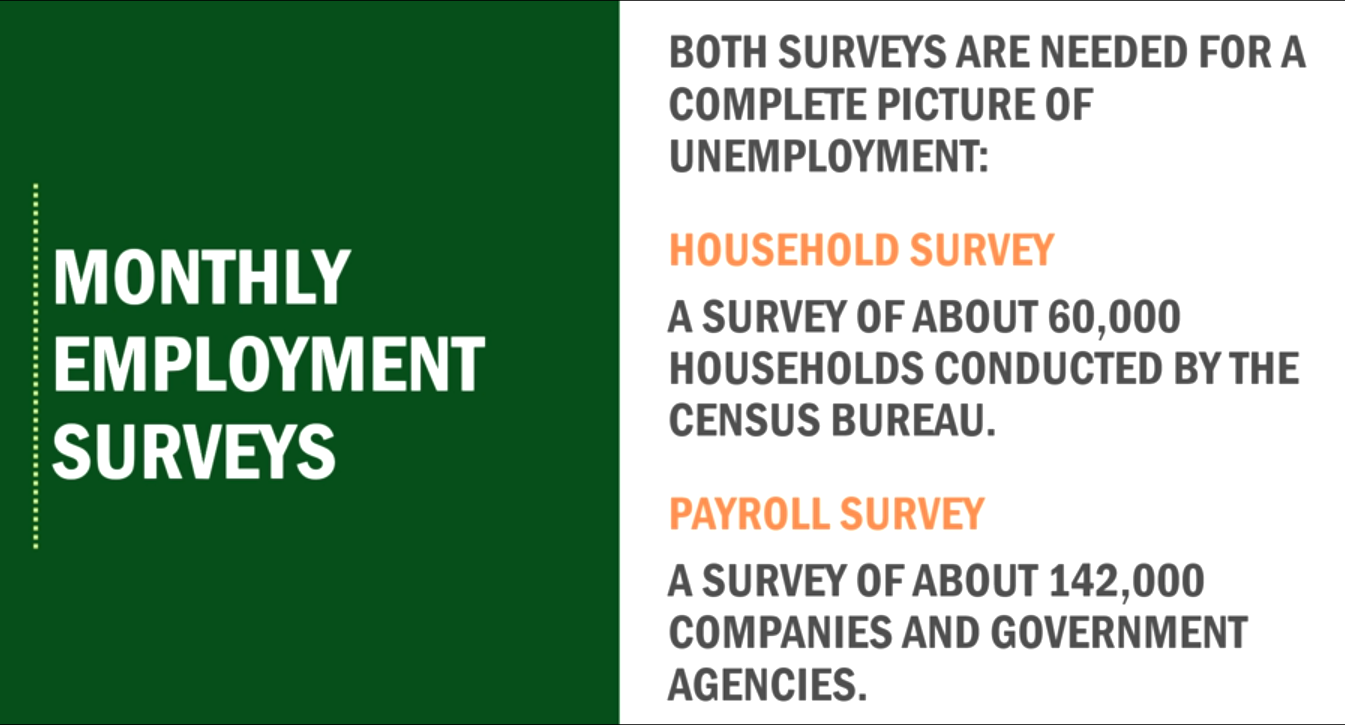 MONTHLY
EMPLOYMENT
SURVEYS
BOTH SURVEYS ARE NEEDED FOR A
COMPLETE PICTURE OF
UNEMPLOYMENT:
HOUSEHOLD SURVEY
A SURVEY OF ABOUT 60,000
HOUSEHOLDS CONDUCTED BY THE
CENSUS BUREAU.
PAYROLL SURVEY
A SURVEY OF ABOUT 142,000
COMPANIES AND GOVERNMENT
AGENCIES.